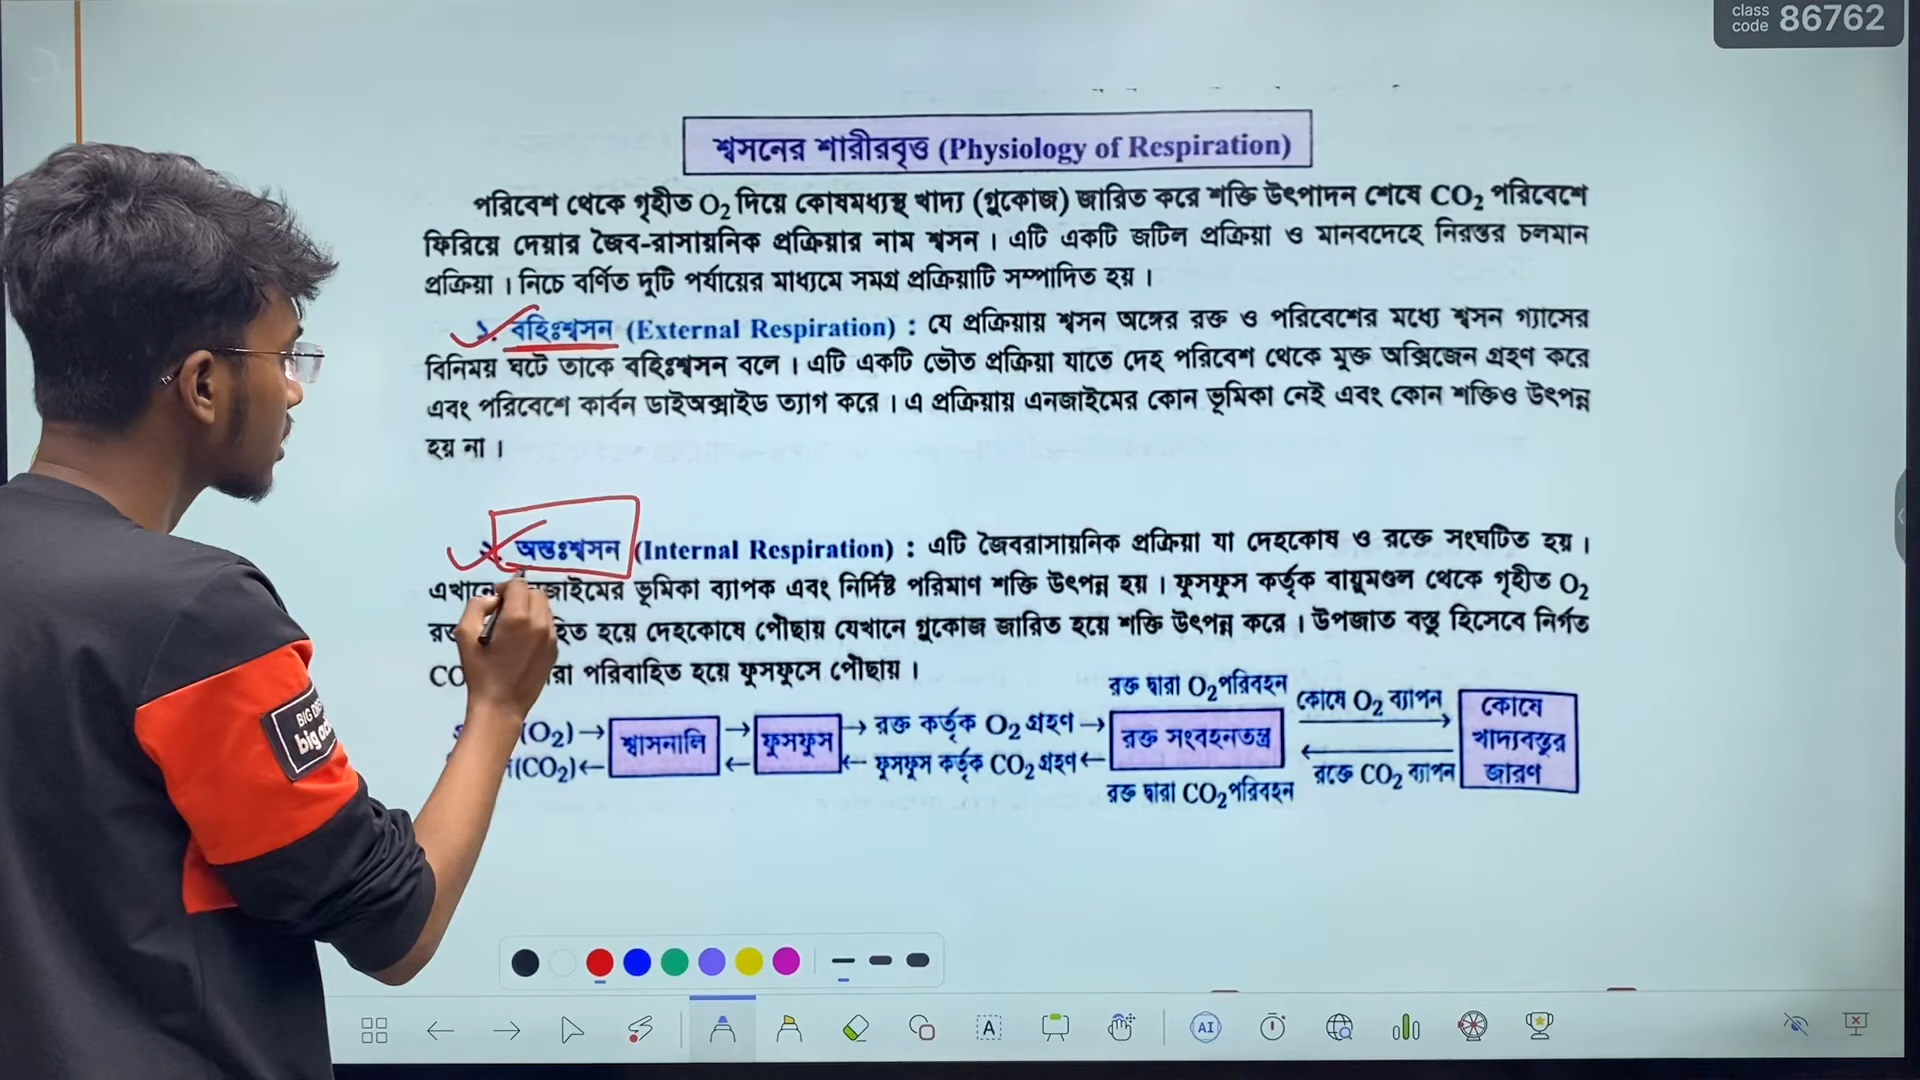 class code 86762
শ্বসনের শারীরবৃত্ত (Physiology of Respiration)
পরিবেশ থেকে গৃহীত O₂ দিয়ে কোষমধ্যস্থ খাদ্য (গ্লুকোজ) জারিত করে শক্তি উৎপাদন শেষে CO₂ পরিবেশে
ফিরিয়ে দেয়ার জৈব-রাসায়নিক প্রক্রিয়ার নাম শ্বসন। এটি একটি জটিল প্রক্রিয়া ও মানবদেহে নিরন্তর চলমান
প্রক্রিয়া। নিচে বর্ণিত দুটি পর্যায়ের মাধ্যমে সমগ্র প্রক্রিয়াটি সম্পাদিত হয়।
১. বহিঃশ্বসন (External Respiration) : যে প্রক্রিয়ায় শ্বসন অঙ্গের রক্ত ও পরিবেশের মধ্যে শ্বসন গ্যাসের
বিনিময় ঘটে তাকে বহিঃশ্বসন বলে। এটি একটি ভৌত প্রক্রিয়া যাতে দেহ পরিবেশ থেকে মুক্ত অক্সিজেন গ্রহণ করে
এবং পরিবেশে কার্বন ডাইঅক্সাইড ত্যাগ করে। এ প্রক্রিয়ায় এনজাইমের কোন ভূমিকা নেই এবং কোন শক্তিও উৎপন্ন
হয় না।
অন্তঃশ্বসন (Internal Respiration) : এটি জৈবরাসায়নিক প্রক্রিয়া যা দেহকোষ ও রক্তে সংঘটিত হয়।
এখানে ভূমিকা ব্যাপক এবং নির্দিষ্ট পরিমাণ শক্তি উৎপন্ন হয়। ফুসফুস কর্তৃক বায়ুমণ্ডল থেকে গৃহীত O₂
হয়ে দেহকোষে পৌঁছায় যেখানে গ্লুকোজ জারিত হয়ে শক্তি উৎপন্ন করে। উপজাত বস্তু হিসেবে নির্গত
পরিবাহিত হয়ে ফুসফুসে পৌঁছায়।
রক্ত দ্বারা O₂ পরিবহন
(O₂)→ শ্বাসনালি → ফুসফুস → রক্ত কর্তৃক O₂ গ্রহণ → রক্ত সংবহনতন্ত্র কোষে O₂ ব্যাপন → কোষে খাদ্যবস্তুর জারণ
(CO₂)← ← ← ফুসফুস কর্তৃক CO₂ গ্রহণ ← ← রক্তে CO₂ ব্যাপন
রক্ত দ্বারা CO₂ পরিবহন
BIG
A
AI